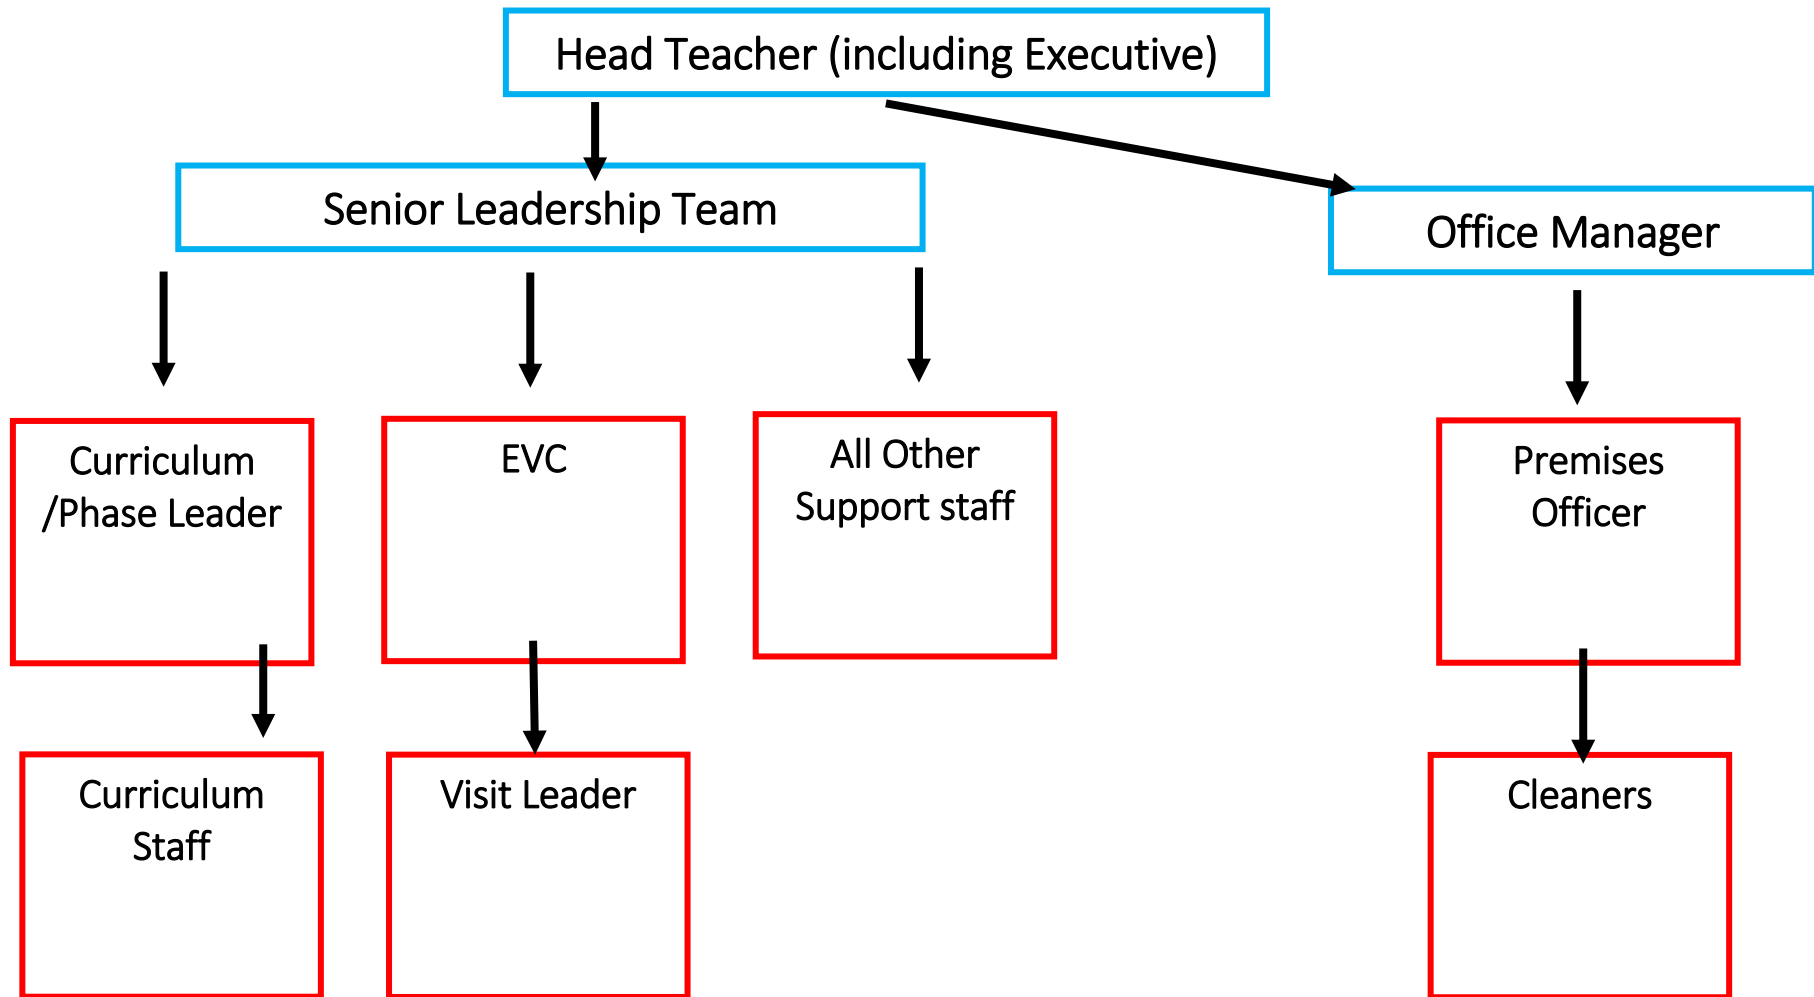 Head Teacher (including Executive)
Senior Leadership Team
Office Manager
Curriculum
/Phase Leader
EVC
All Other
Support staff
Premises
Officer
Curriculum
Staff
Visit Leader
Cleaners